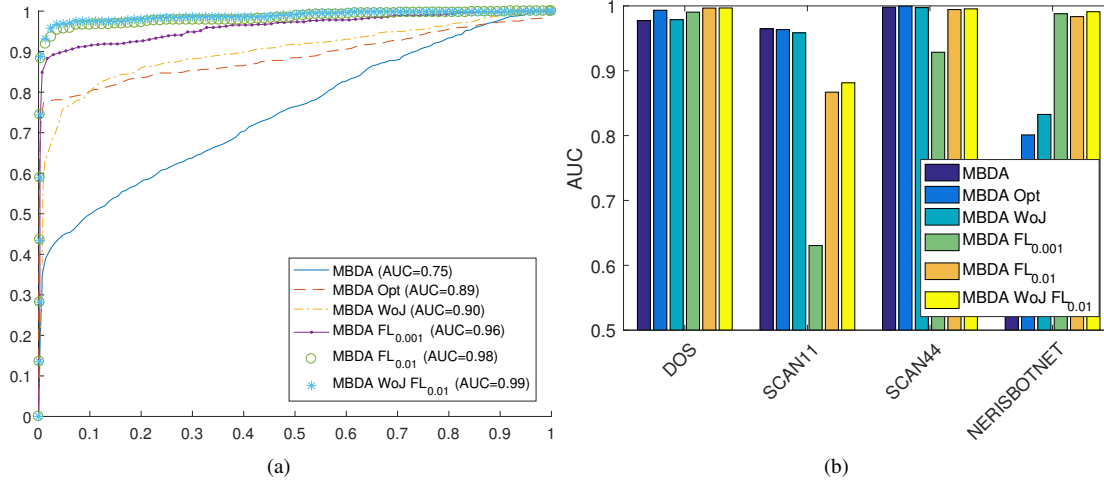 1
0.9
0.8
0.7
0.6
0.5
0.4
0.3
0.2
0.1
0
0 0.1 0.2 0.3 0.4 0.5 0.6 0.7 0.8 0.9 1
MBDA (AUC=0.75)
MBDA Opt (AUC=0.89)
MBDA WoJ (AUC=0.90)
MBDA FL0.001 (AUC=0.96)
MBDA FL0.01 (AUC=0.98)
MBDA WoJ FL0.01 (AUC=0.99)
(a)
AUC
1
0.9
0.8
0.7
0.6
0.5
MBDA
MBDA Opt
MBDA WoJ
MBDA FL0.001
MBDA FL0.01
MBDA WoJ FL0.01
DOS
SCAN11
SCAN44
NERISBOTNET
(b)